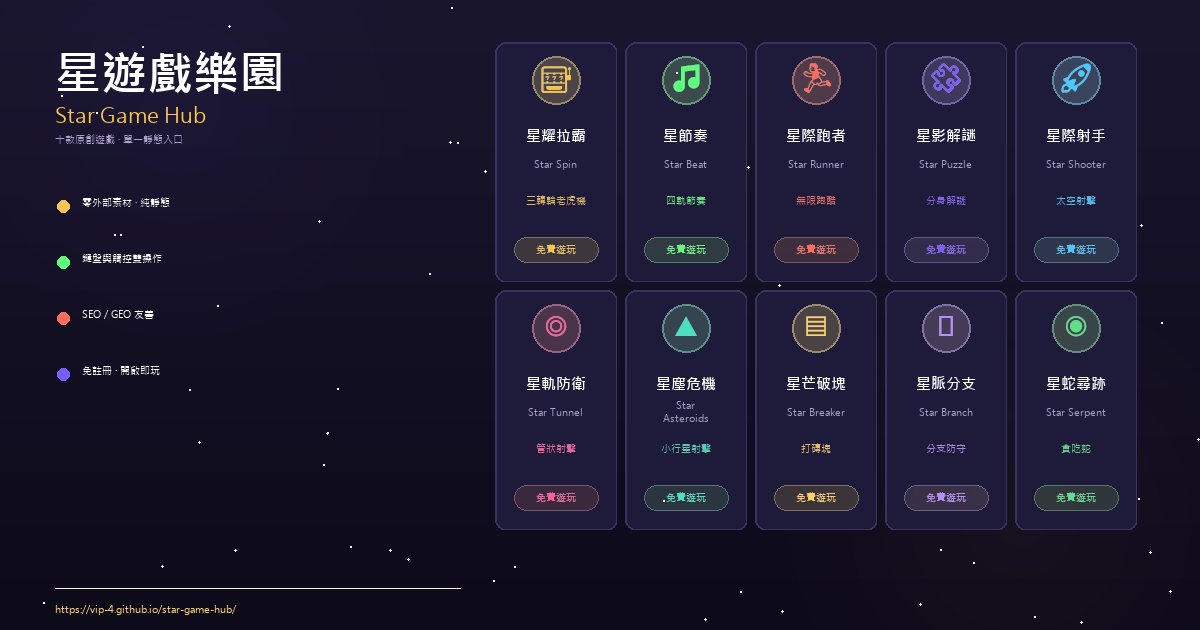 星遊戲樂園
Star Game Hub
十款原創遊戲 · 單一靜態入口
零外部素材 · 純靜態
鍵盤與觸控雙操作
SEO / GEO 友善
免註冊 · 開啟即玩
https://vip-4.github.io/star-game-hub/
星耀拉霸
Star Spin
三轉輪老虎機
免費遊玩
星節奏
Star Beat
四軌節奏
免費遊玩
星際跑者
Star Runner
無限跑酷
免費遊玩
星影解謎
Star Puzzle
分身解謎
免費遊玩
星際射手
Star Shooter
太空射擊
免費遊玩
星軌防衛
Star Tunnel
管狀射擊
免費遊玩
星塵危機
Star
Asteroids
小行星射擊
免費遊玩
星芒破塊
Star Breaker
打磚塊
免費遊玩
星脈分支
Star Branch
分支防守
免費遊玩
星蛇尋跡
Star Serpent
貪吃蛇
免費遊玩